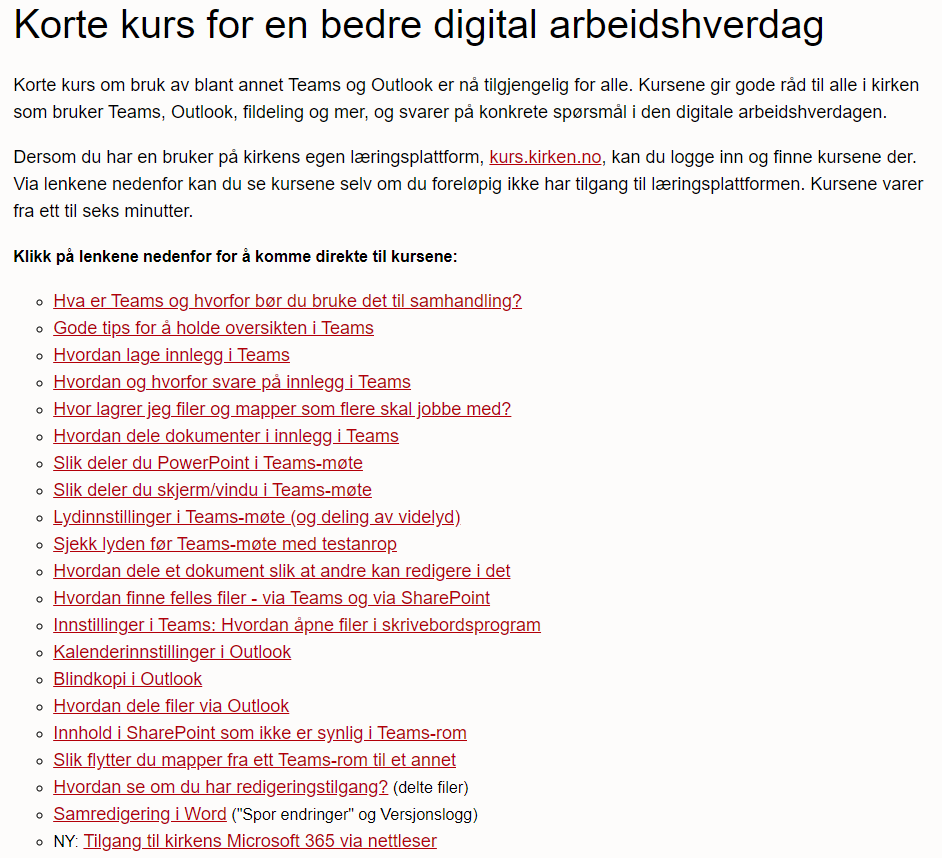 Korte kurs for en bedre digital arbeidshverdag
Korte kurs om bruk av blant annet Teams og Outlook er nå tilgjengelig for alle. Kursene gir gode råd til alle i kirken
som bruker Teams, Outlook, fildeling og mer, og svarer på konkrete spørsmål i den digitale arbeidshverdagen.
Dersom du har en bruker på kirkens egen læringsplattform, kurs.kirken.no, kan du logge inn og finne kursene der.
Via lenkene nedenfor kan du se kursene selv om du foreløpig ikke har tilgang til læringsplattformen. Kursene varer
fra ett til seks minutter.
Klikk på lenkene nedenfor for å komme direkte til kursene:
Hva er Teams og hvorfor bør du bruke det til samhandling?
Gode tips for å holde oversikten i Teams
Hvordan lage innlegg i Teams
Hvordan og hvorfor svare på innlegg i Teams
Hvor lagrer jeg filer og mapper som flere skal jobbe med?
Hvordan dele dokumenter i innlegg i Teams
Slik deler du PowerPoint i Teams-møte
Slik deler du skjerm/vindu i Teams-møte
Lydinnstillinger i Teams-møte (og deling av videlyd)
Sjekk lyden før Teams-møte med testanrop
Hvordan dele et dokument slik at andre kan redigere i det
Hvordan finne felles filer - via Teams og via SharePoint
Innstillinger i Teams: Hvordan åpne filer i skrivebordsprogram
Kalenderinnstillinger i Outlook
Blindkopi i Outlook
Hvordan dele filer via Outlook
Innhold i SharePoint som ikke er synlig i Teams-rom
Slik flytter du mapper fra ett Teams-rom til et annet
Hvordan se om du har redigeringstilgang? (delte filer)
Samredigering i Word ("Spor endringer" og Versjonslogg)
NY: Tilgang til kirkens Microsoft 365 via nettleser